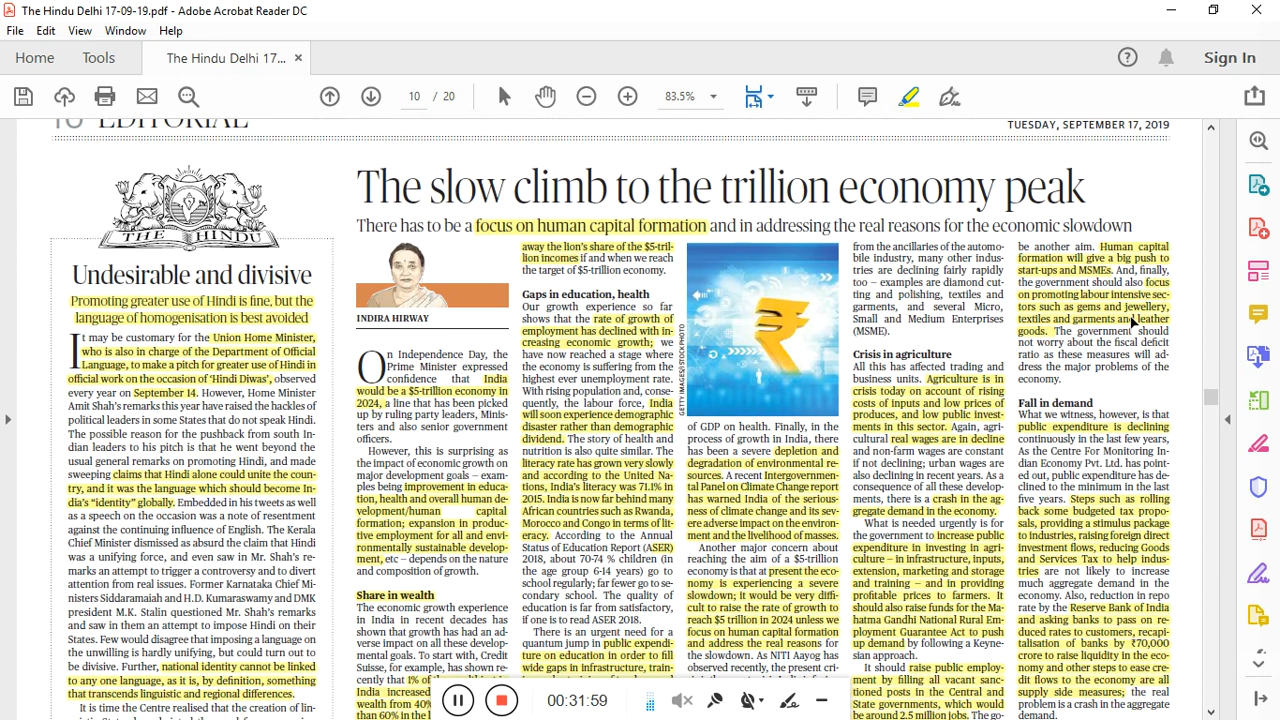 The Hindu Delhi 17-09-19.pdf - Adobe Acrobat Reader DC
File Edit View Window Help
Home Tools The Hindu Delhi 17... × Sign In
10 / 20 83.5%
10 EDITORIAL
TUESDAY, SEPTEMBER 17, 2019
THE HINDU
Undesirable and divisive
Promoting greater use of Hindi is fine, but the
language of homogenisation is best avoided
It may be customary for the Union Home Minister,
who is also in charge of the Department of Official
Language, to make a pitch for greater use of Hindi in
official work on the occasion of ‘Hindi Diwas’, observed
every year on September 14. However, Home Minister
Amit Shah’s remarks this year have raised the hackles of
political leaders in some States that do not speak Hindi.
The possible reason for the pushback from south In-
dian leaders to his pitch is that he went beyond the
usual general remarks on promoting Hindi, and made
sweeping claims that Hindi alone could unite the coun-
try, and it was the language which should become In-
dia’s “identity” globally. Embedded in his tweets as well
as a speech on the occasion was a note of resentment
against the continuing influence of English. The Kerala
Chief Minister dismissed as absurd the claim that Hindi
was a unifying force, and even saw in Mr. Shah’s re-
marks an attempt to trigger a controversy and to divert
attention from real issues. Former Karnataka Chief Mi-
nisters Siddaramaiah and H.D. Kumaraswamy and DMK
president M.K. Stalin questioned Mr. Shah’s remarks
and saw in them an attempt to impose Hindi on their
States. Few would disagree that imposing a language on
the unwilling is hardly unifying, but could turn out to
be divisive. Further, national identity cannot be linked
to any one language, as it is, by definition, something
that transcends linguistic and regional differences.
It is time the Centre realised that the creation of lin-
The slow climb to the trillion economy peak
There has to be a focus on human capital formation and in addressing the real reasons for the economic slowdown
INDIRA HIRWAY
On Independence Day, the
Prime Minister expressed
confidence that India
would be a $5-trillion economy in
2024, a line that has been picked
up by ruling party leaders, Minis-
ters and also senior government
officers.
However, this is surprising as
the impact of economic growth on
major development goals – exam-
ples being improvement in educa-
tion, health and overall human de-
velopment/human capital
formation; expansion in produc-
tive employment for all and envi-
ronmentally sustainable develop-
ment, etc – depends on the nature
and composition of growth.
Share in wealth
The economic growth experience
in India in recent decades has
shown that growth has had an ad-
verse impact on all these develop-
mental goals. To start with, Credit
Suisse, for example, has shown re-
cently that 1% of the
India increased
wealth from 40%
than 60% in the l
away the lion’s share of the $5-tril-
lion incomes if and when we reach
the target of $5-trillion economy.
Gaps in education, health
Our growth experience so far
shows that the rate of growth of
employment has declined with in-
creasing economic growth; we
have now reached a stage where
the economy is suffering from the
highest ever unemployment rate.
With rising population and, conse-
quently, the labour force, India
will soon experience demographic
disaster rather than demographic
dividend. The story of health and
nutrition is also quite similar. The
literacy rate has grown very slowly
and according to the United Na-
tions, India’s literacy was 71.1% in
2015. India is now far behind many
African countries such as Rwanda,
Morocco and Congo in terms of lit-
eracy. According to the Annual
Status of Education Report (ASER)
2018, about 70-74 % children (in
the age group 6-14 years) go to
school regularly; far fewer go to se-
condary school. The quality of
education is far from satisfactory,
if one is to read ASER 2018.
There is an urgent need for a
quantum jump in public expendi-
ture on education in order to fill
wide gaps in infrastructure, train-
GETTY IMAGES/ISTOCKPHOTO
of GDP on health. Finally, in the
process of growth in India, there
has been a severe depletion and
degradation of environmental re-
sources. A recent Intergovernmen-
tal Panel on Climate Change report
has warned India of the serious-
ness of climate change and its sev-
ere adverse impact on the environ-
ment and the livelihood of masses.
Another major concern about
reaching the aim of a $5-trillion
economy is that at present the eco-
nomy is experiencing a severe
slowdown; it would be very diffi-
cult to raise the rate of growth to
reach $5 trillion in 2024 unless we
focus on human capital formation
and address the real reasons for
the slowdown. As NITI Aayog has
observed recently, the present cri-
from the ancillaries of the automo-
bile industry, many other indus-
tries are declining fairly rapidly
too – examples are diamond cut-
ting and polishing, textiles and
garments, and several Micro,
Small and Medium Enterprises
(MSME).
Crisis in agriculture
All this has affected trading and
business units. Agriculture is in
crisis today on account of rising
costs of inputs and low prices of
produces, and low public invest-
ments in this sector. Again, agri-
cultural real wages are in decline
and non-farm wages are constant
if not declining; urban wages are
also declining in recent years. As a
consequence of all these develop-
ments, there is a crash in the ag-
gregate demand in the economy.
What is needed urgently is for
the government to increase public
expenditure in investing in agri-
culture – in infrastructure, inputs,
extension, marketing and storage
and training – and in providing
profitable prices to farmers. It
should also raise funds for the Ma-
hatma Gandhi National Rural Em-
ployment Guarantee Act to push
up demand by following a Keyne-
sian approach.
It should raise public employ-
ment by filling all vacant sanc-
tioned posts in the Central and
State governments, which would
be around 2.5 million jobs. The go-
be another aim. Human capital
formation will give a big push to
start-ups and MSMEs. And, finally,
the government should also focus
on promoting labour intensive sec-
tors such as gems and jewellery,
textiles and garments and leather
goods. The government should
not worry about the fiscal deficit
ratio as these measures will ad-
dress the major problems of the
economy.
Fall in demand
What we witness, however, is that
public expenditure is declining
continuously in the last few years,
As the Centre For Monitoring In-
dian Economy Pvt. Ltd. has point-
ed out, public expenditure has de-
clined to the minimum in the last
five years. Steps such as rolling
back some budgeted tax propo-
sals, providing a stimulus package
to industries, raising foreign direct
investment flows, reducing Goods
and Services Tax to help indus-
tries are not likely to increase
much aggregate demand in the
economy. Also, reduction in repo
rate by the Reserve Bank of India
and asking banks to pass on re-
duced rates to customers, recapi-
talisation of banks by ₹70,000
crore to raise liquidity in the eco-
nomy and other steps to ease cre-
dit flows to the economy are all
supply side measures; the real
problem is a crash in the aggregate
demand.
00:31:59